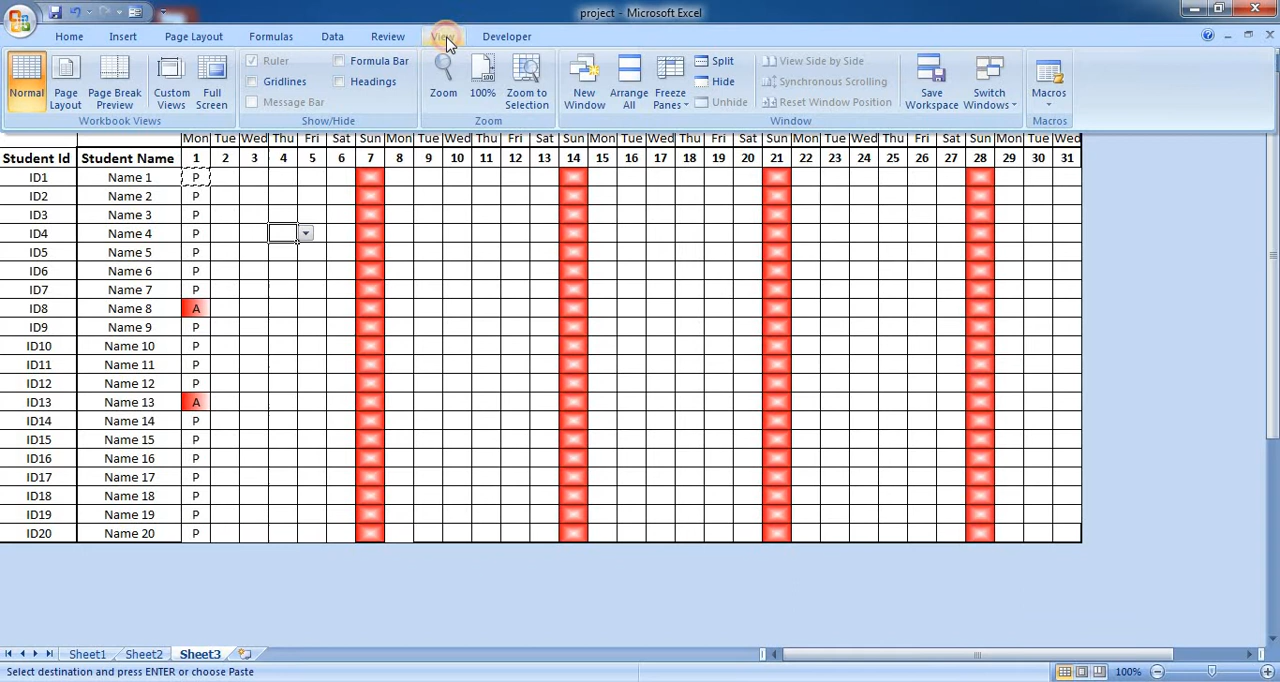 project - Microsoft Excel
Home Insert Page Layout Formulas Data Review View Developer
Normal Page Layout Page Break Preview Custom Views Full Screen
Workbook Views
Ruler Formula Bar
Gridlines Headings
Message Bar
Show/Hide
Zoom 100% Zoom to Selection
Zoom
New Window Arrange All Freeze Panes
Split View Side by Side
Hide Synchronous Scrolling
Unhide Reset Window Position
Save Workspace Switch Windows
Window
Macros
Macros
Mon Tue Wed Thu Fri Sat Sun Mon Tue Wed Thu Fri Sat Sun Mon Tue Wed Thu Fri Sat Sun Mon Tue Wed Thu Fri Sat Sun Mon Tue Wed
Student Id Student Name 1 2 3 4 5 6 7 8 9 10 11 12 13 14 15 16 17 18 19 20 21 22 23 24 25 26 27 28 29 30 31
ID1 Name 1 P
ID2 Name 2 P
ID3 Name 3 P
ID4 Name 4 P
ID5 Name 5 P
ID6 Name 6 P
ID7 Name 7 P
ID8 Name 8 A
ID9 Name 9 P
ID10 Name 10 P
ID11 Name 11 P
ID12 Name 12 P
ID13 Name 13 A
ID14 Name 14 P
ID15 Name 15 P
ID16 Name 16 P
ID17 Name 17 P
ID18 Name 18 P
ID19 Name 19 P
ID20 Name 20 P
Sheet1 Sheet2 Sheet3
Select destination and press ENTER or choose Paste 100%